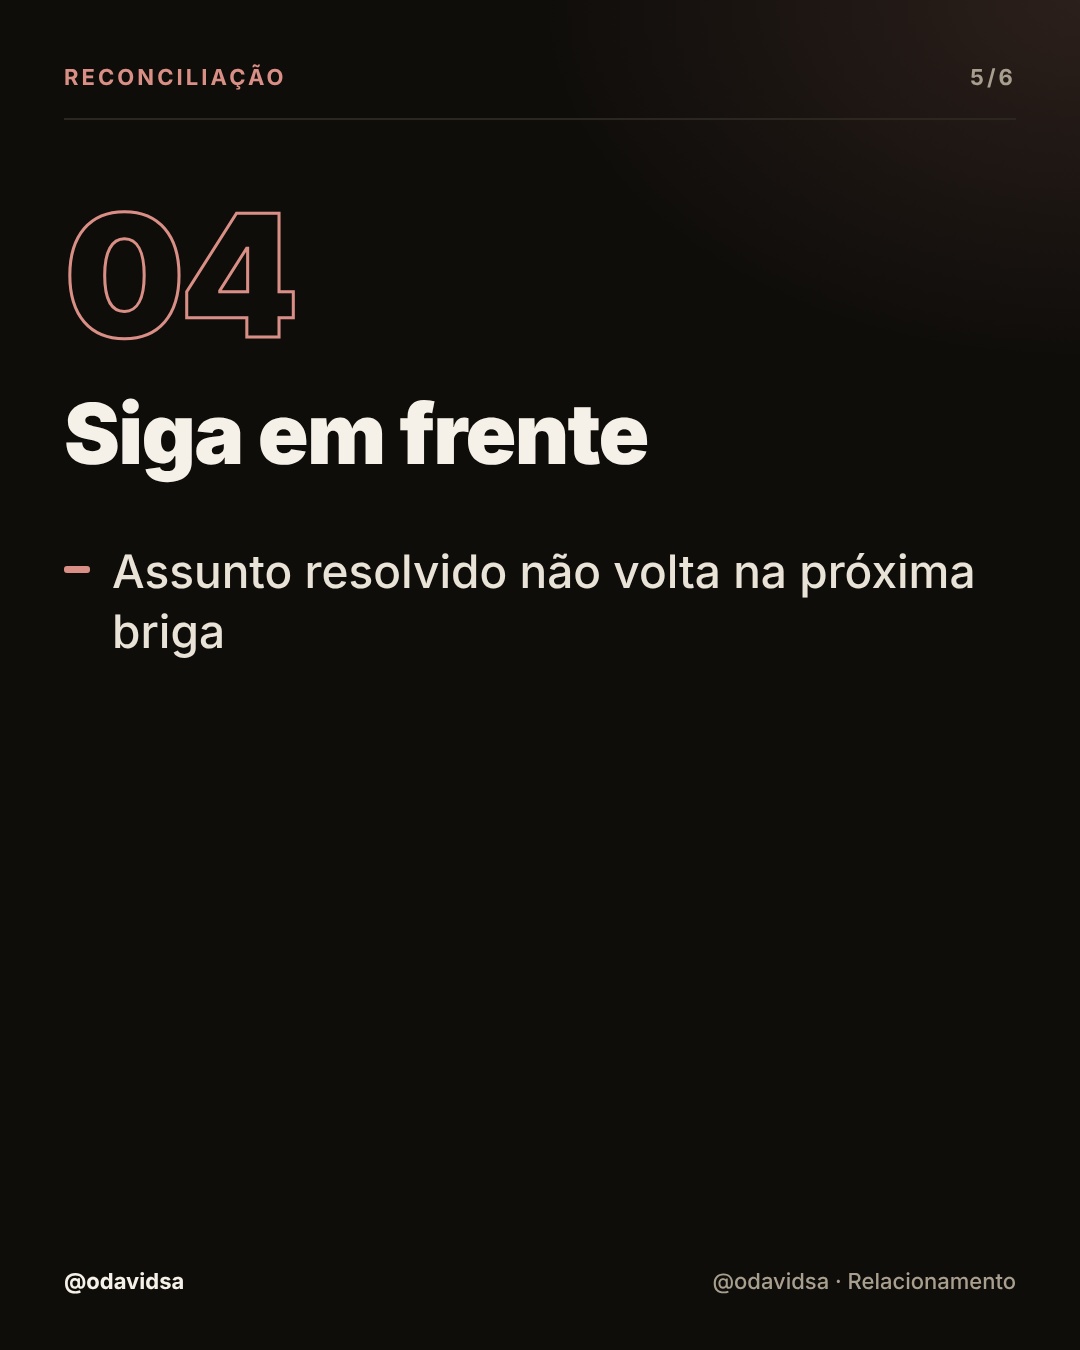 RECONCILIAÇÃO
5/6
04
Siga em frente
Assunto resolvido não volta na próxima
briga
@odavidsa
@odavidsa · Relacionamento